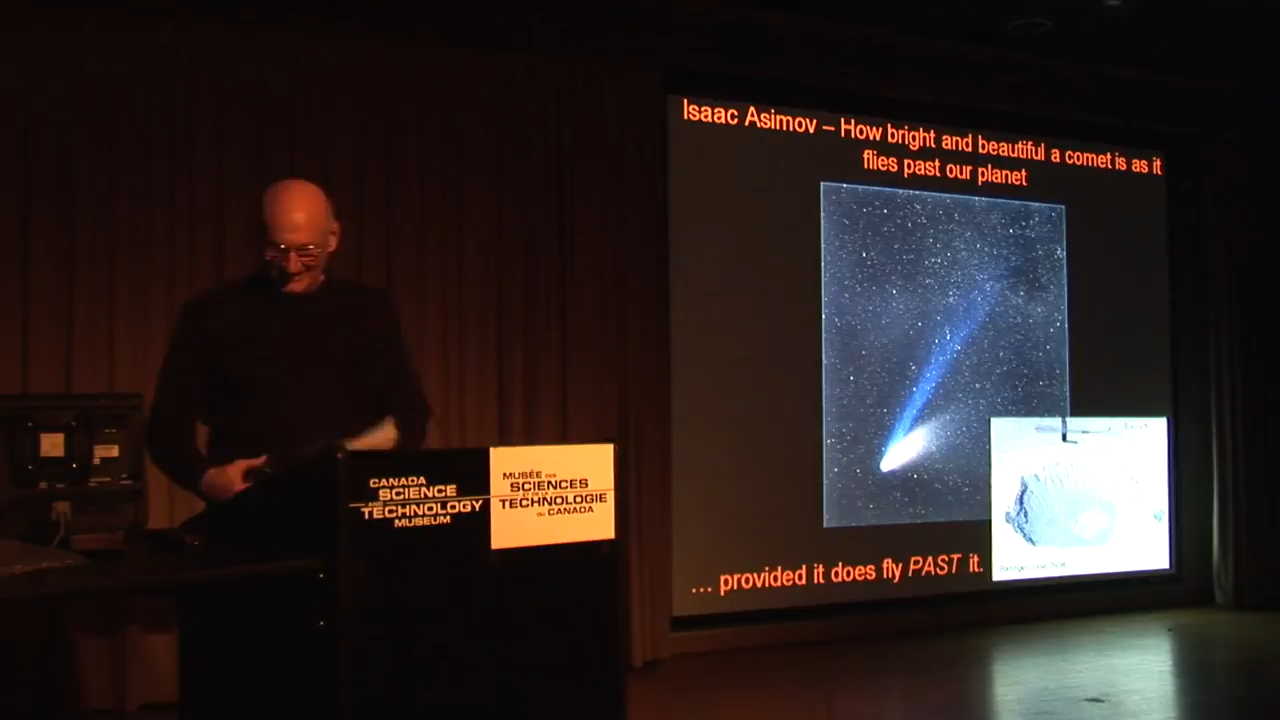 Isaac Asimov – How bright and beautiful a comet is as it
flies past our planet
... provided it does fly PAST it.
CANADA
SCIENCE
AND
TECHNOLOGY
MUSEUM
MUSÉE DES
SCIENCES
ET DE LA
TECHNOLOGIE
DU CANADA